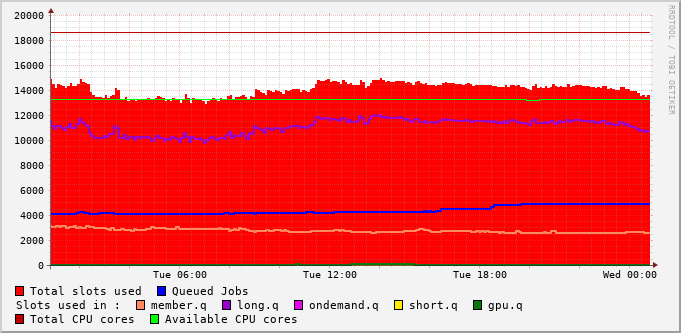 20000
18000
16000
14000
12000
10000
8000
6000
4000
2000
0
Tue 06:00 Tue 12:00 Tue 18:00 Wed 00:00
RRDTOOL / TOBI OETIKER
Total slots used Queued Jobs
Slots used in : member.q long.q ondemand.q short.q gpu.q
Total CPU cores Available CPU cores